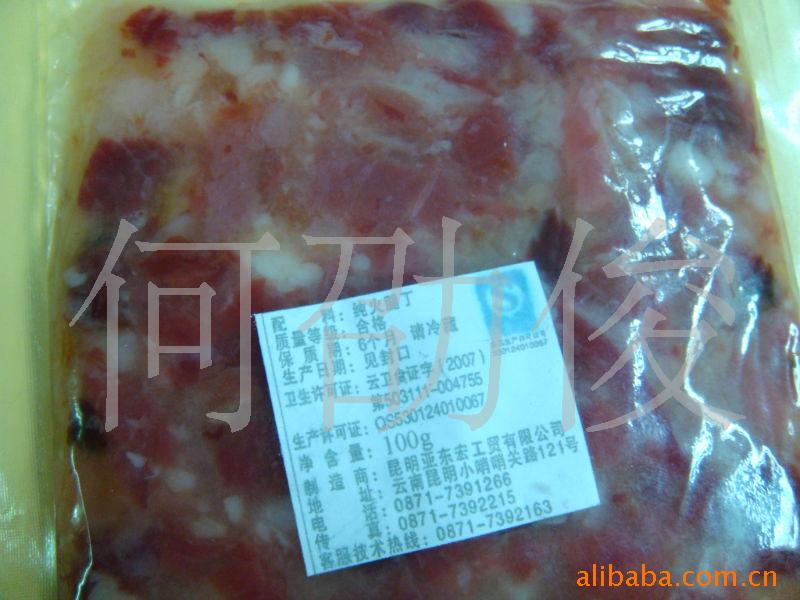 何劭俊
配 料: 纯火腿丁
质量等级: 合格
保 质 期: 6个月 请冷藏
生产日期: 见封口
卫生许可证: 云卫食证字(2007)
第50311-004755
生产许可证: QS530124010067
净 含 量: 100g
制 造 商: 昆明亚东宏工贸有限公司
地 址: 云南昆明小哨哨尖路121号
电 话: 0871-7391266
传 真: 0871-7392215
客服技术热线: 0871-7392163
530124010067
alibaba.com.cn